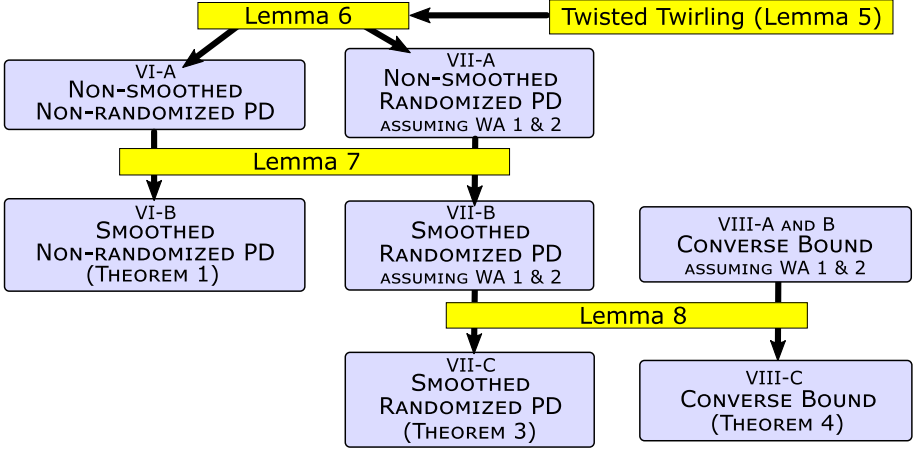 Lemma 6
Twisted Twirling (Lemma 5)
VI-A
Non-smoothed
Non-randomized PD
VII-A
Non-smoothed
Randomized PD
assuming WA 1 & 2
Lemma 7
VI-B
Smoothed
Non-randomized PD
(Theorem 1)
VII-B
Smoothed
Randomized PD
assuming WA 1 & 2
VIII-A and B
Converse Bound
assuming WA 1 & 2
Lemma 8
VII-C
Smoothed
Randomized PD
(Theorem 3)
VIII-C
Converse Bound
(Theorem 4)